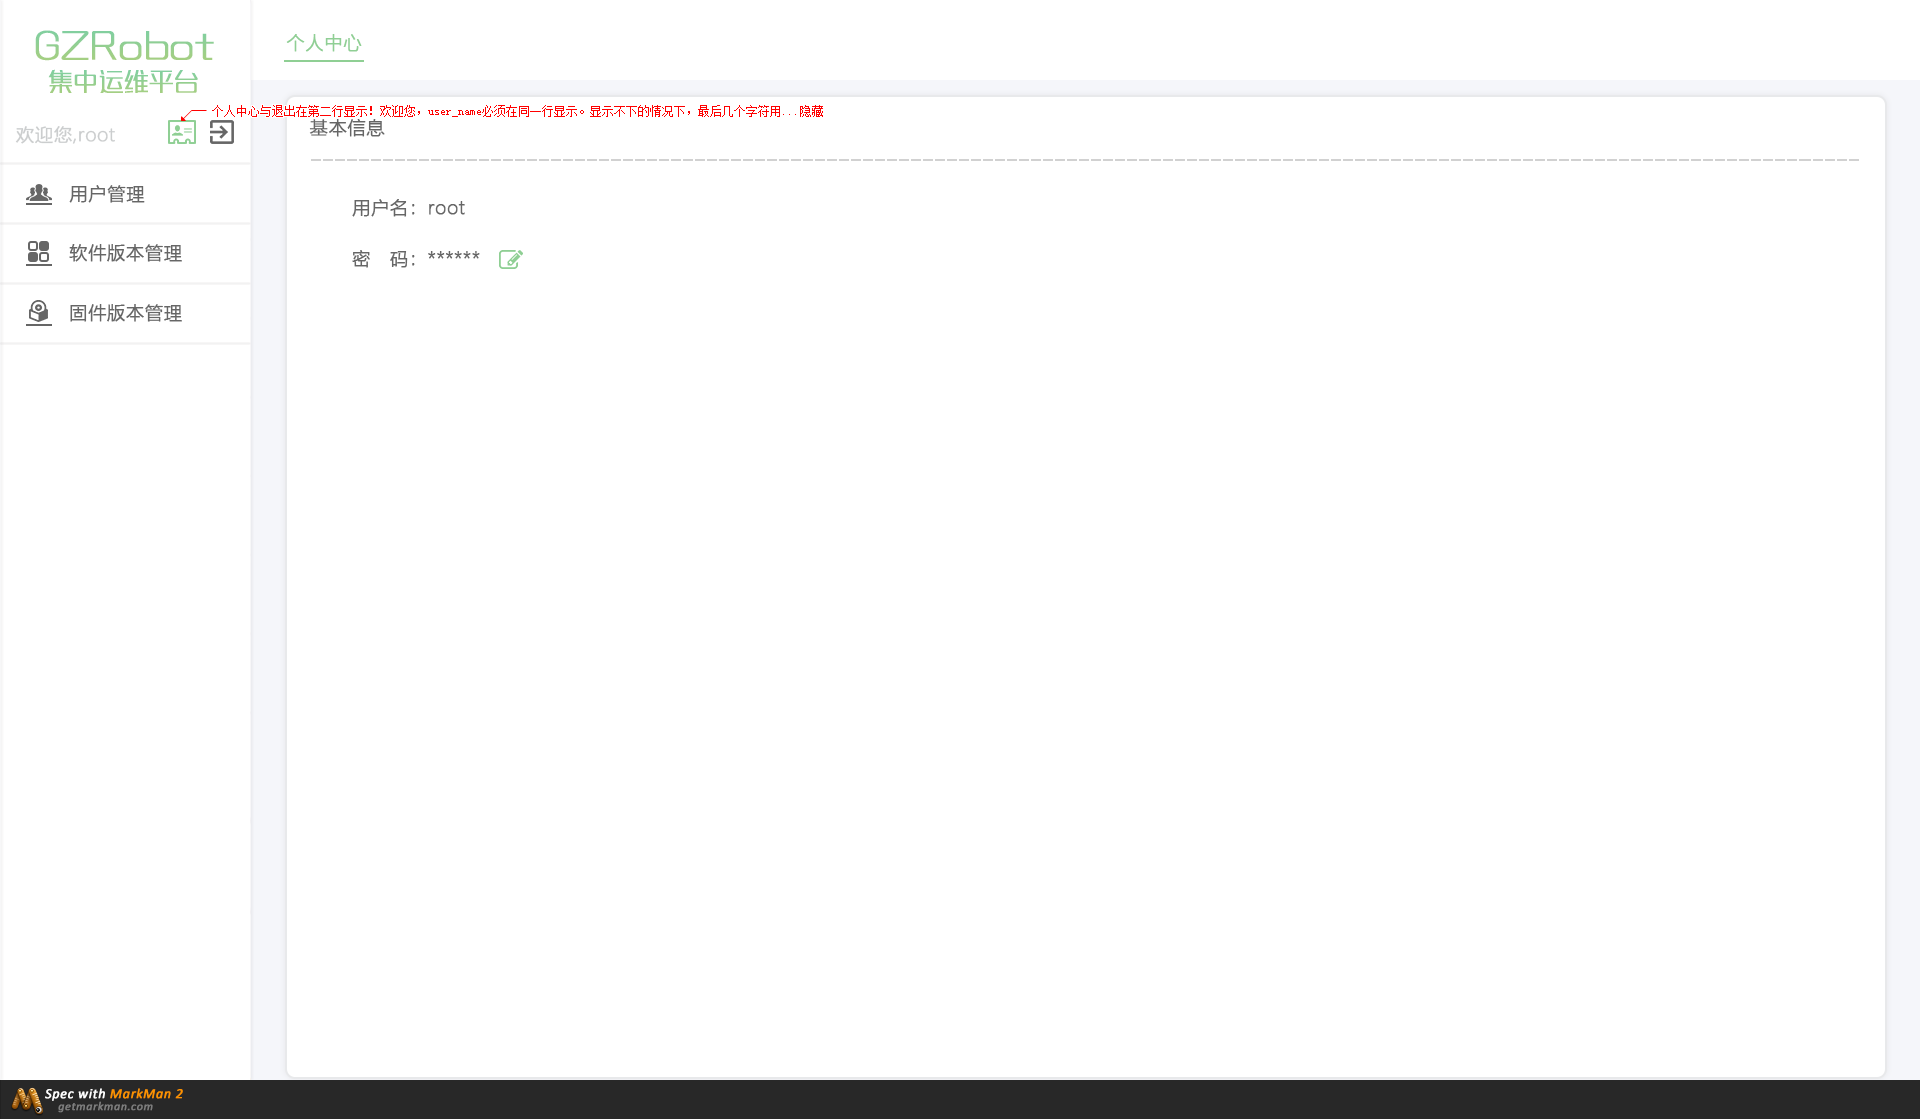 GZRobot
集中运维平台
欢迎您,root
用户管理
软件版本管理
固件版本管理
个人中心
个人中心与退出在第二行显示！欢迎您，user_name必须在同一行显示。显示不下的情况下，最后几个字符用...隐藏
基本信息
用户名：root
密 码：******
Spec with MarkMan 2
getmarkman.com